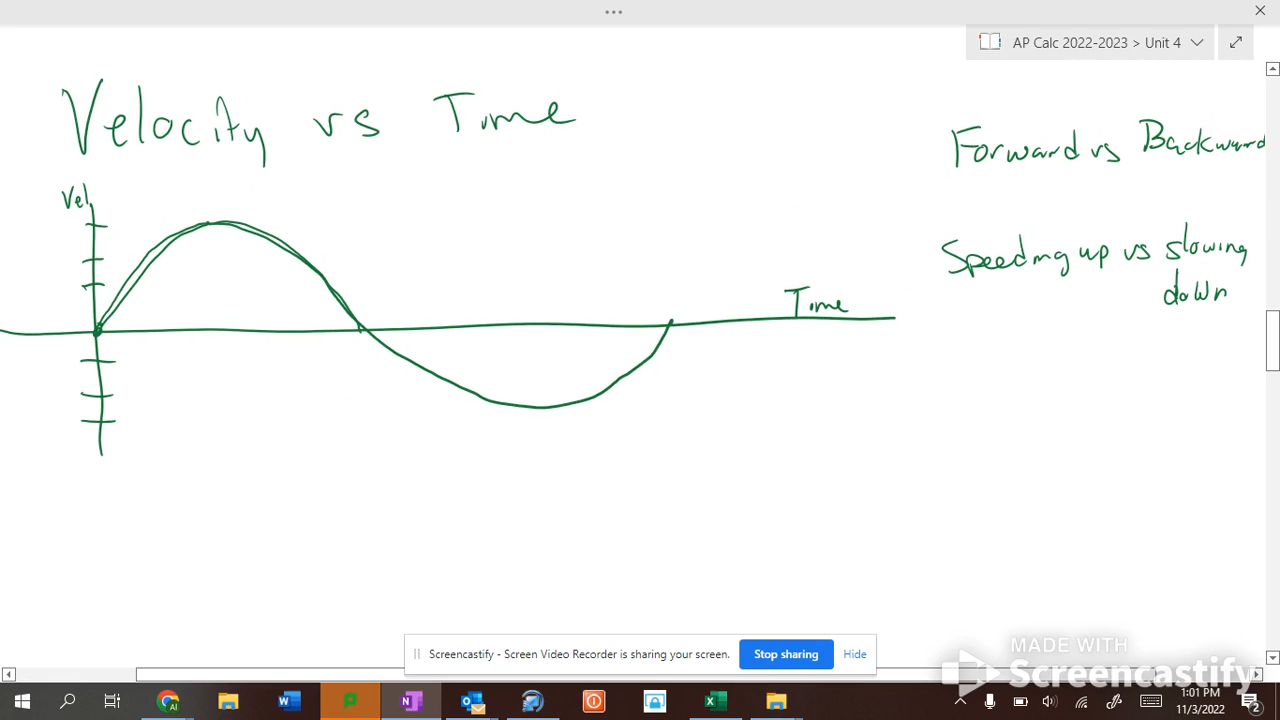 AP Calc 2022-2023 > Unit 4
Velocity vs Time
Forward vs Backward
Vel
Speeding up vs slowing
down
Time
Screencastify - Screen Video Recorder is sharing your screen.
Stop sharing
Hide
MADE WITH
Screencastify
1:01 PM
11/3/2022
2